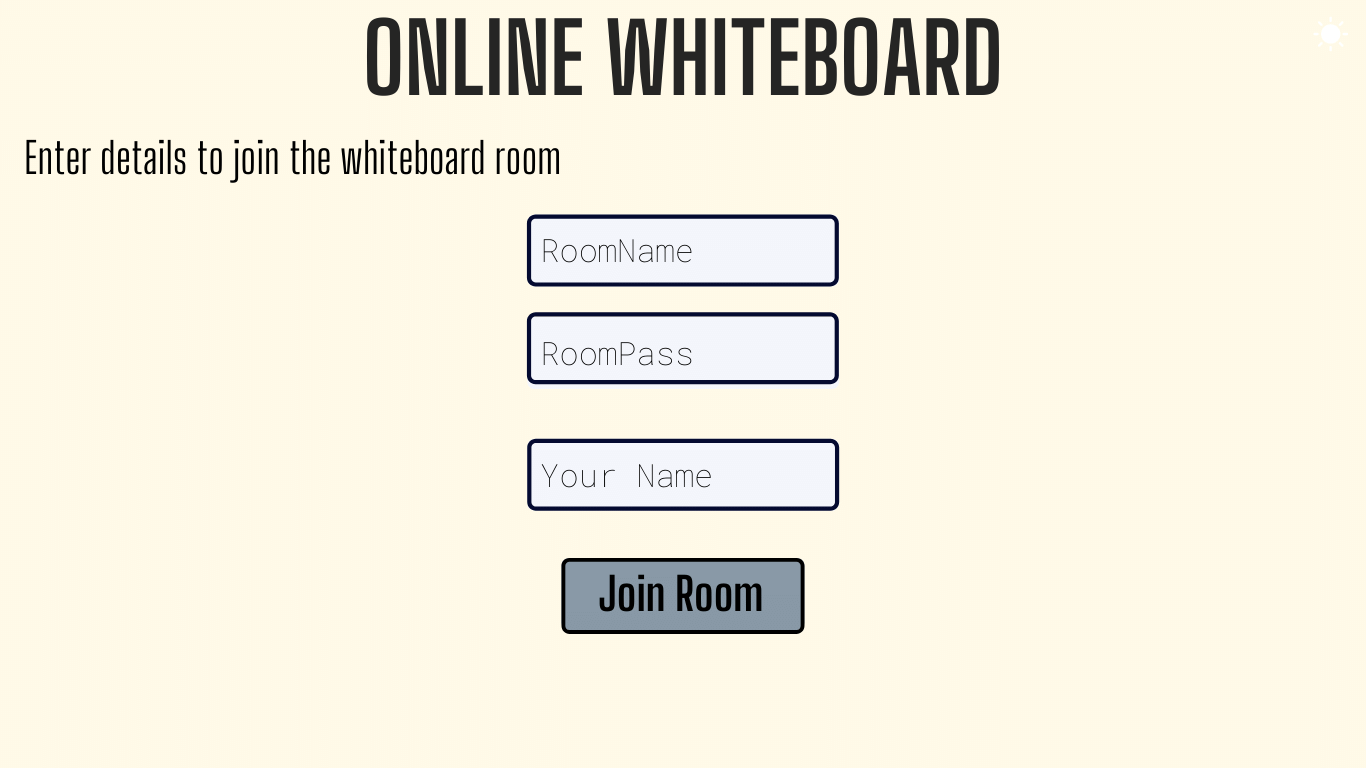 ONLINE WHITEBOARD
Enter details to join the whiteboard room
RoomName
RoomPass
Your Name
Join Room